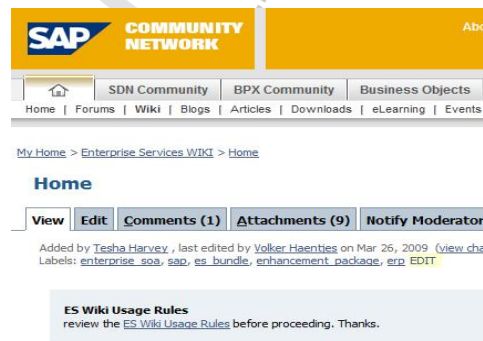 SAP COMMUNITY NETWORK
SDN Community BPX Community Business Objects
Home | Forums | Wiki | Blogs | Articles | Downloads | eLearning | Events
My Home > Enterprise Services WIKI > Home
Home
View Edit Comments (1) Attachments (9) Notify Moderator
Added by Tesha Harvey , last edited by Volker Haentjes on Mar 26, 2009 (view
Labels: enterprise_soa, sap, es_bundle, enhancement_package, erp EDIT
ES Wiki Usage Rules
review the ES Wiki Usage Rules before proceeding. Thanks.